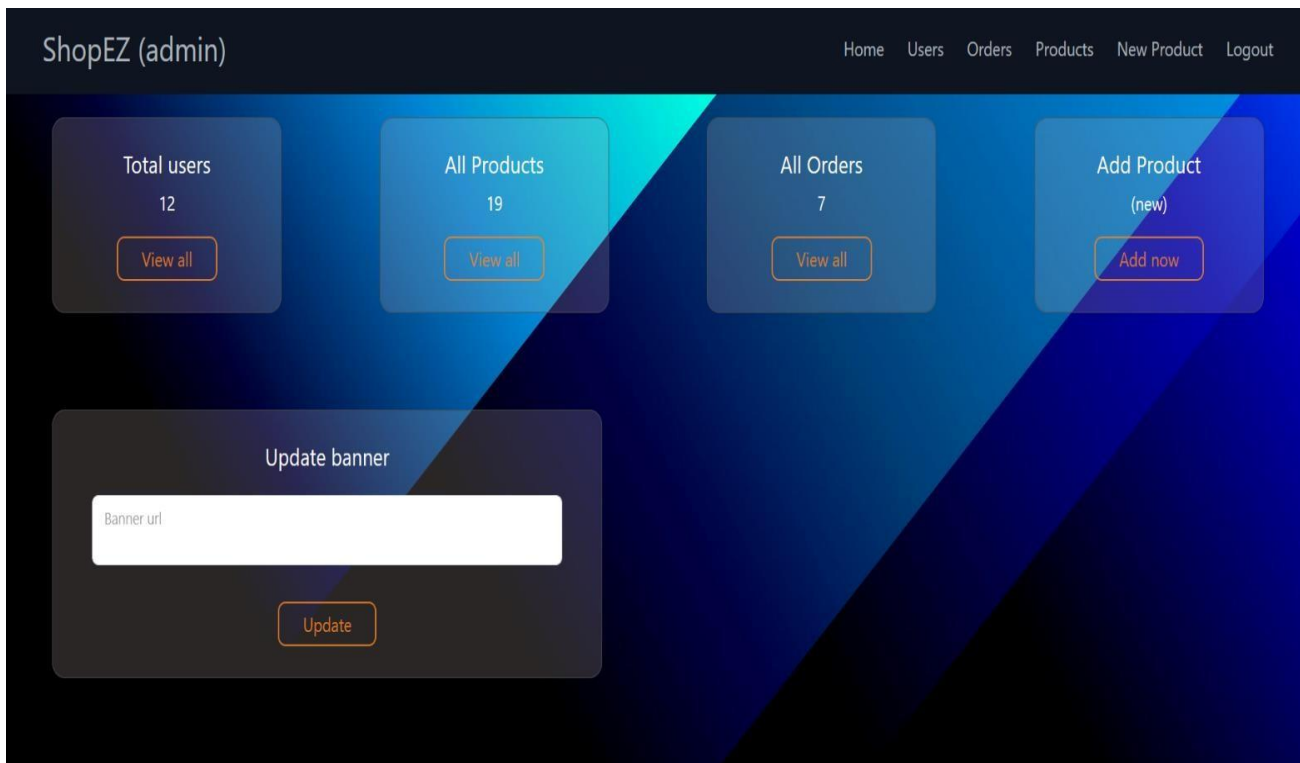 ShopEZ (admin)
Home Users Orders Products New Product Logout
Total users
12
View all
All Products
19
View all
All Orders
7
View all
Add Product
(new)
Add now
Update banner
Banner url
Update